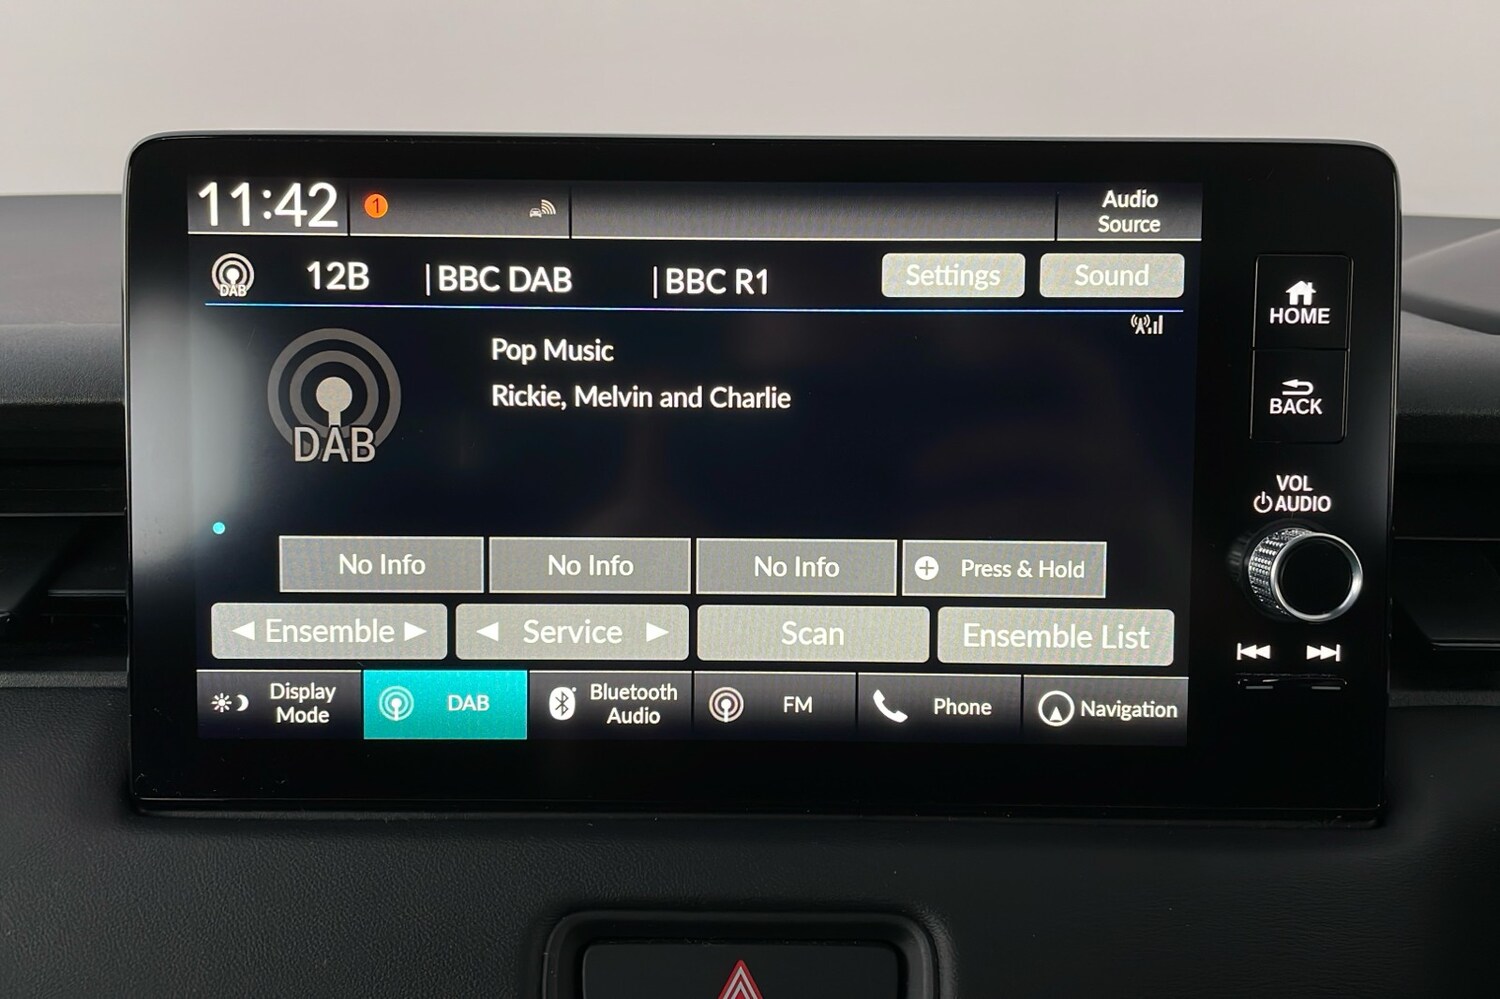 11:42
1
Audio
Source
DAB
12B
|BBC DAB
|BBC R1
Settings
Sound
HOME
Pop Music
Rickie, Melvin and Charlie
DAB
BACK
VOL
AUDIO
No Info
No Info
No Info
Press & Hold
Ensemble
Service
Scan
Ensemble List
Display
Mode
DAB
Bluetooth
Audio
FM
Phone
Navigation